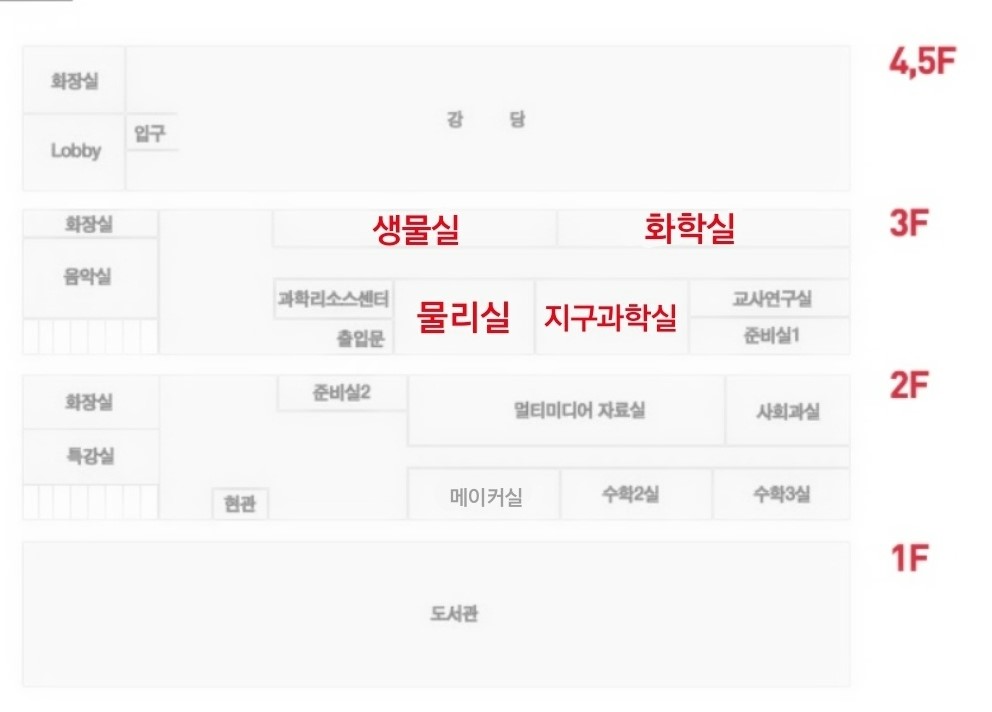 4,5F
화장실
강 당
입구
Lobby
3F
화장실
생물실
화학실
음악실
과학리소스센터
물리실
지구과학실
교사연구실
출입문
준비실1
2F
화장실
준비실2
멀티미디어 자료실
사회과실
특강실
현관
메이커실
수학2실
수학3실
1F
도서관